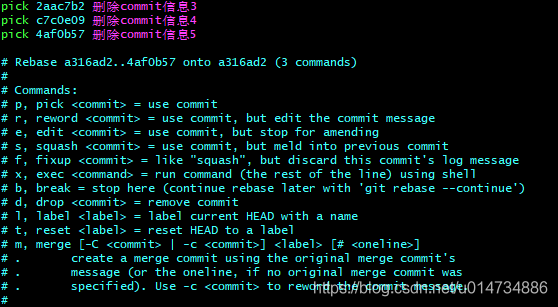 pick 2aac7b2 删除commit信息3
pick c7c0e09 删除commit信息4
pick 4af0b57 删除commit信息5

# Rebase a316ad2..4af0b57 onto a316ad2 (3 commands)
#
# Commands:
# p, pick <commit> = use commit
# r, reword <commit> = use commit, but edit the commit message
# e, edit <commit> = use commit, but stop for amending
# s, squash <commit> = use commit, but meld into previous commit
# f, fixup <commit> = like "squash", but discard this commit's log message
# x, exec <command> = run command (the rest of the line) using shell
# b, break = stop here (continue rebase later with 'git rebase --continue')
# d, drop <commit> = remove commit
# l, label <label> = label current HEAD with a name
# t, reset <label> = reset HEAD to a label
# m, merge [-C <commit> | -c <commit>] <label> [# <oneline>]
# .       create a merge commit using the original merge commit's
# .       message (or the oneline, if no original merge commit was
# .       specified). Use -c <commit> to reword the commit message.
#
https://blog.csdn.net/u014734886